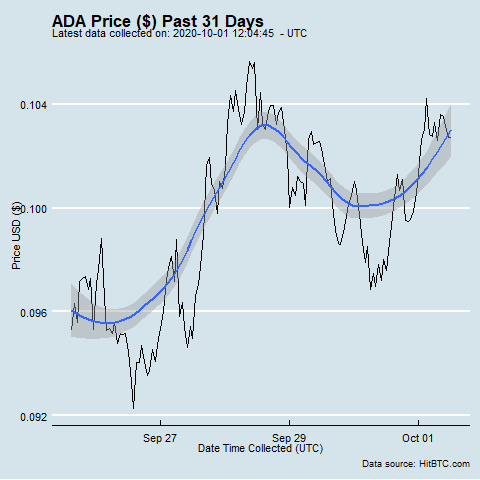 ADA Price ($) Past 31 Days
Latest data collected on: 2020-10-01 12:04:45 - UTC
0.104
0.100
0.096
0.092
Price USD ($)
Sep 27 Sep 29 Oct 01
Date Time Collected (UTC)
Data source: HitBTC.com